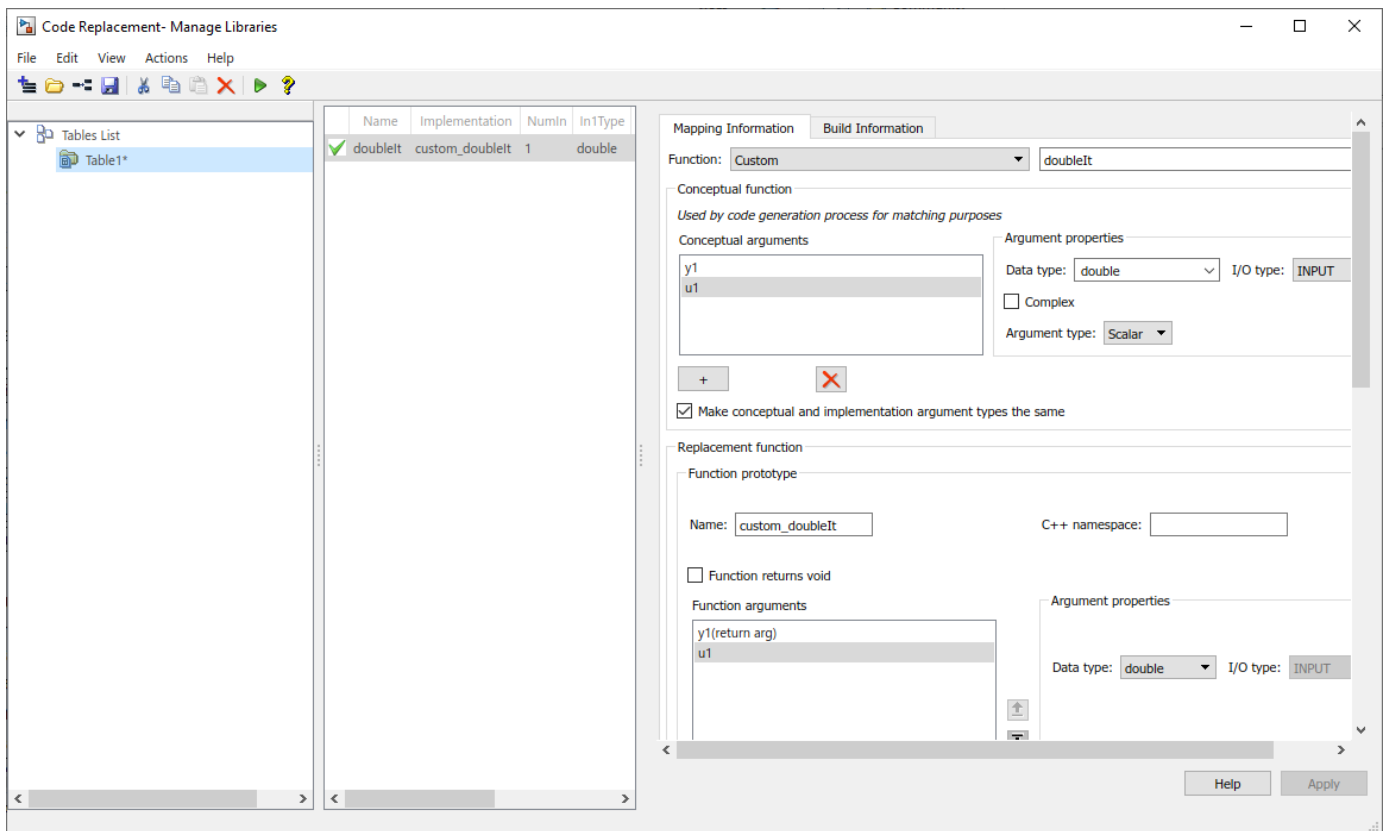 Code Replacement- Manage Libraries
File Edit View Actions Help
Tables List
Table1*
Name Implementation NumIn In1Type
doubleIt custom_doubleIt 1 double
Mapping Information Build Information
Function: Custom doubleIt
Conceptual function
Used by code generation process for matching purposes
Conceptual arguments
y1
u1
Argument properties
Data type: double I/O type: INPUT
Complex
Argument type: Scalar
+
Make conceptual and implementation argument types the same
Replacement function
Function prototype
Name: custom_doubleIt C++ namespace:
Function returns void
Function arguments
y1(return arg)
u1
Argument properties
Data type: double I/O type: INPUT
Help Apply